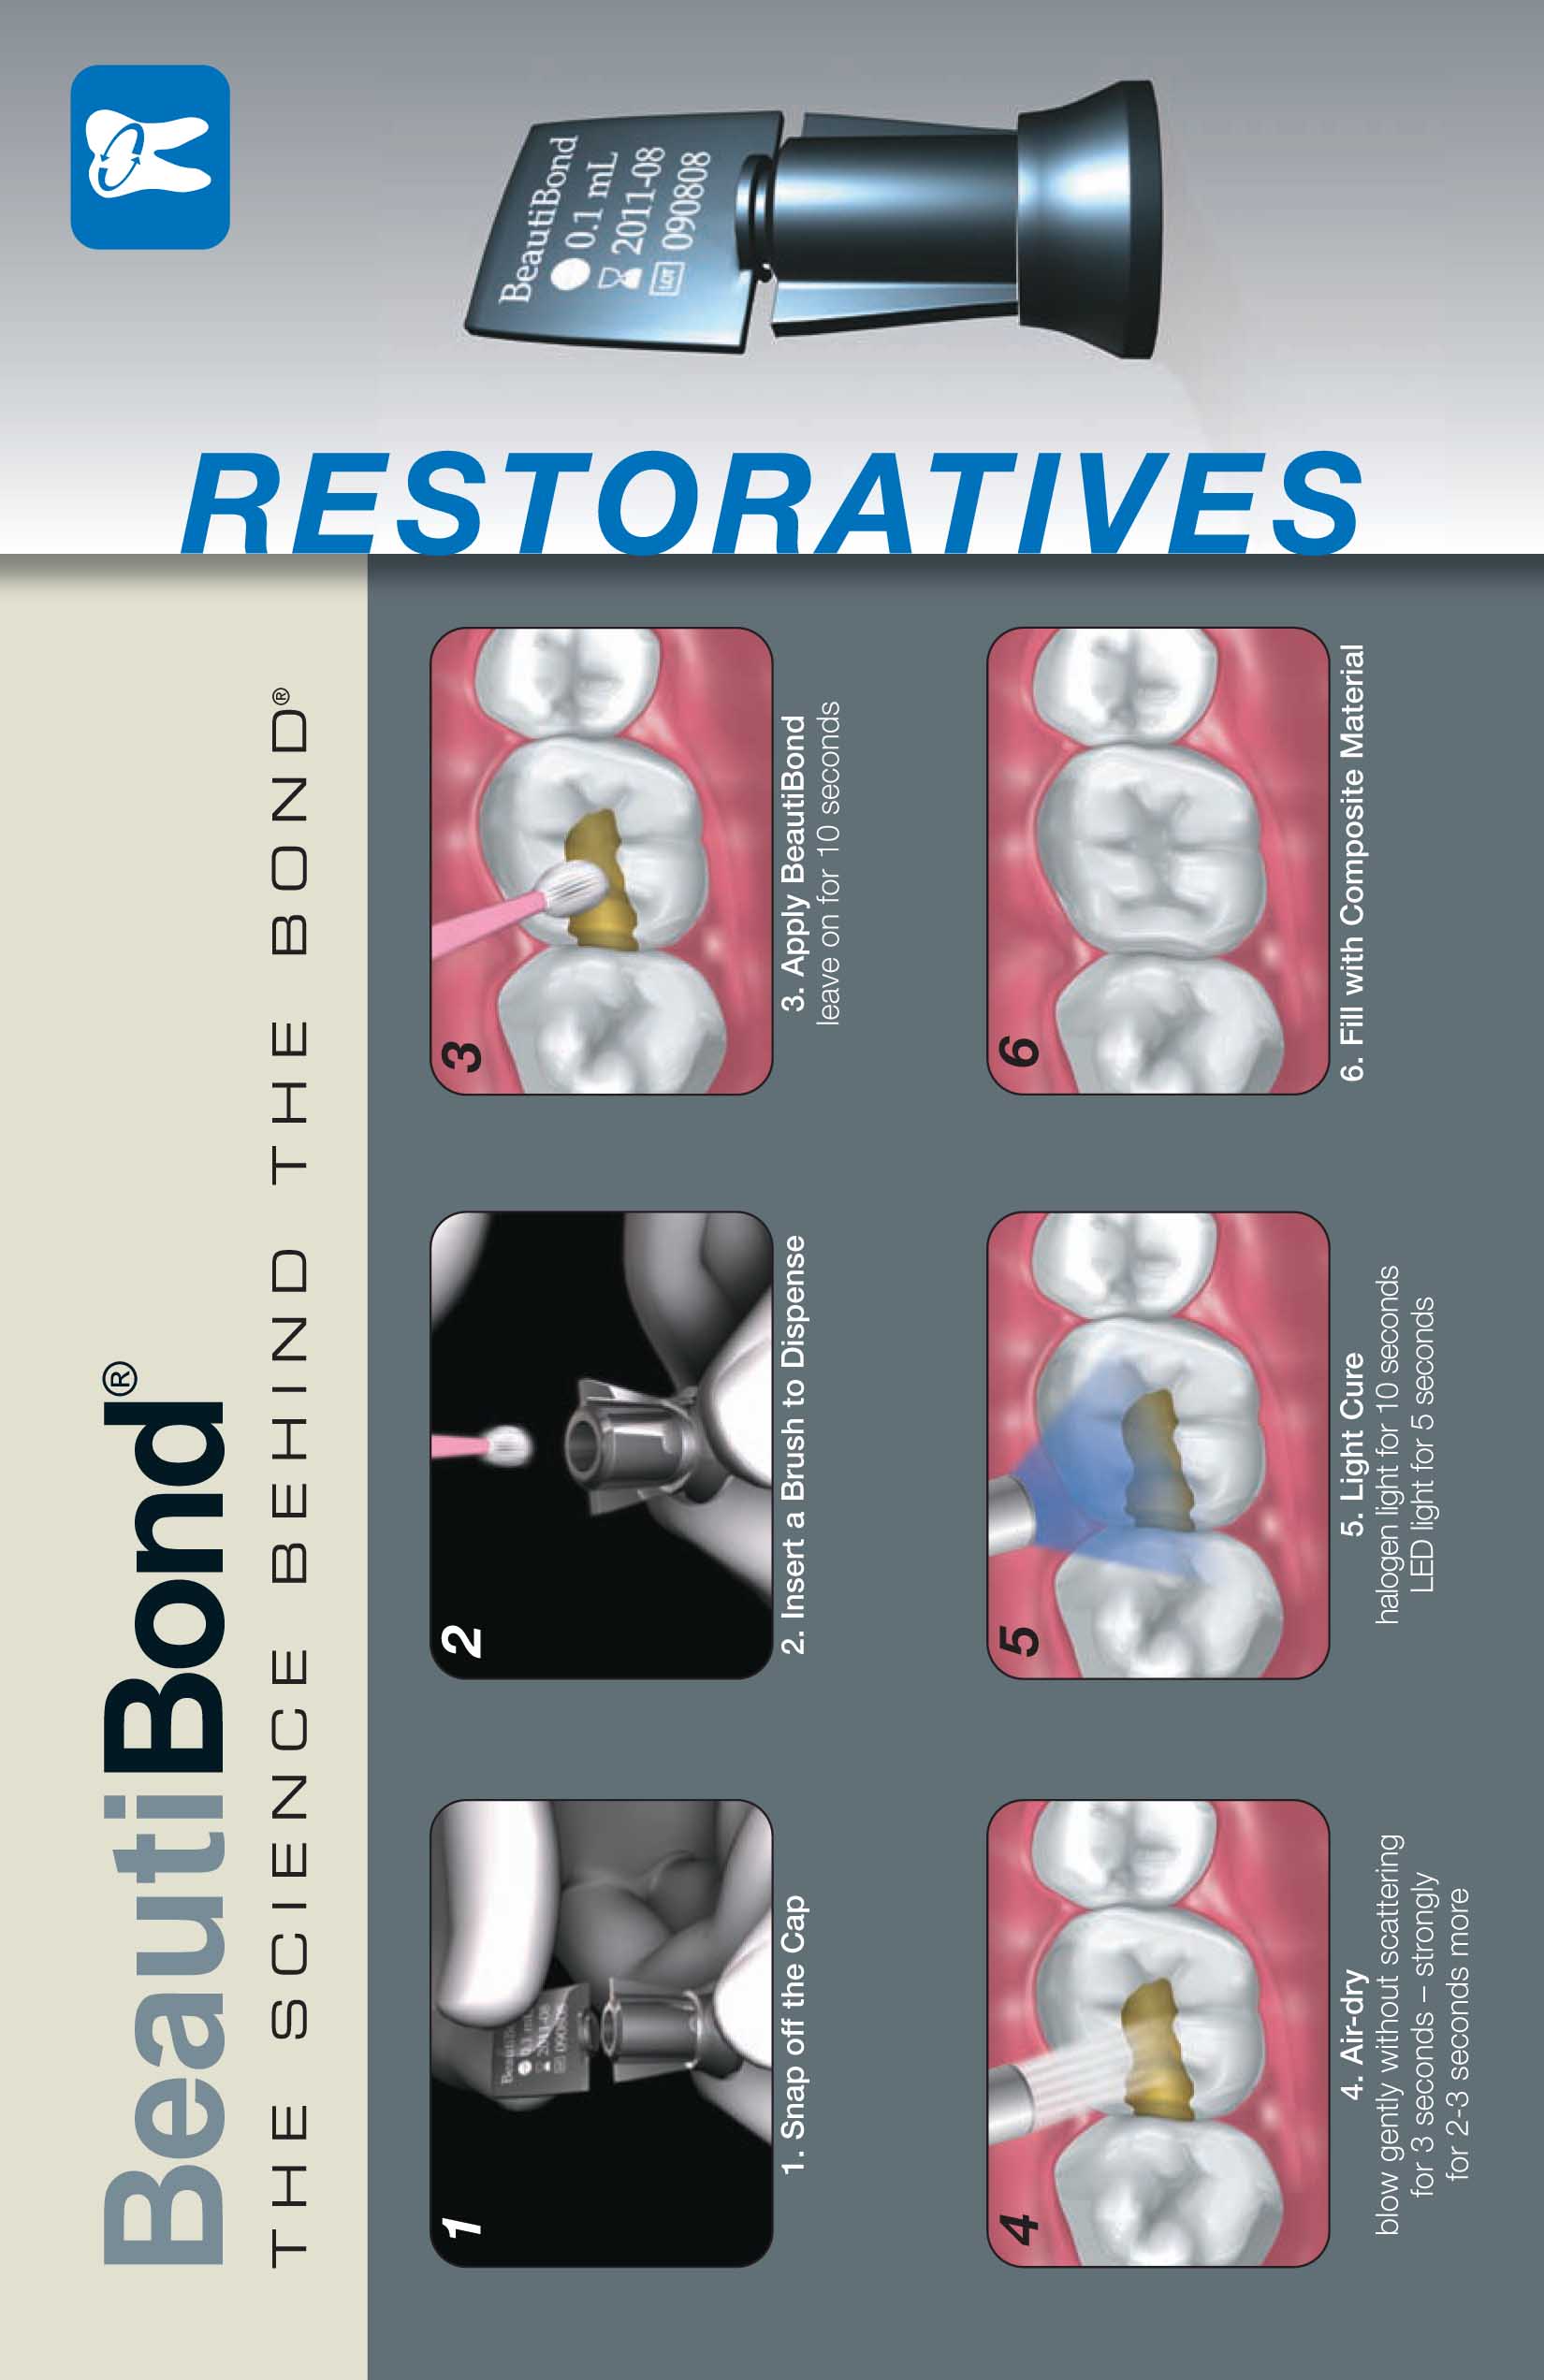 BeautiBond®
THE SCIENCE BEHIND THE BOND®
1
1. Snap off the Cap
2
2. Insert a Brush to Dispense
3
3. Apply BeautiBond
leave on for 10 seconds
4
4. Air-dry
blow gently without scattering
for 3 seconds – strongly
for 2-3 seconds more
5
5. Light Cure
halogen light for 10 seconds
LED light for 5 seconds
6
6. Fill with Composite Material
RESTORATIVES
BeautiBond
0.1 mL
2011-08
LOT 090808